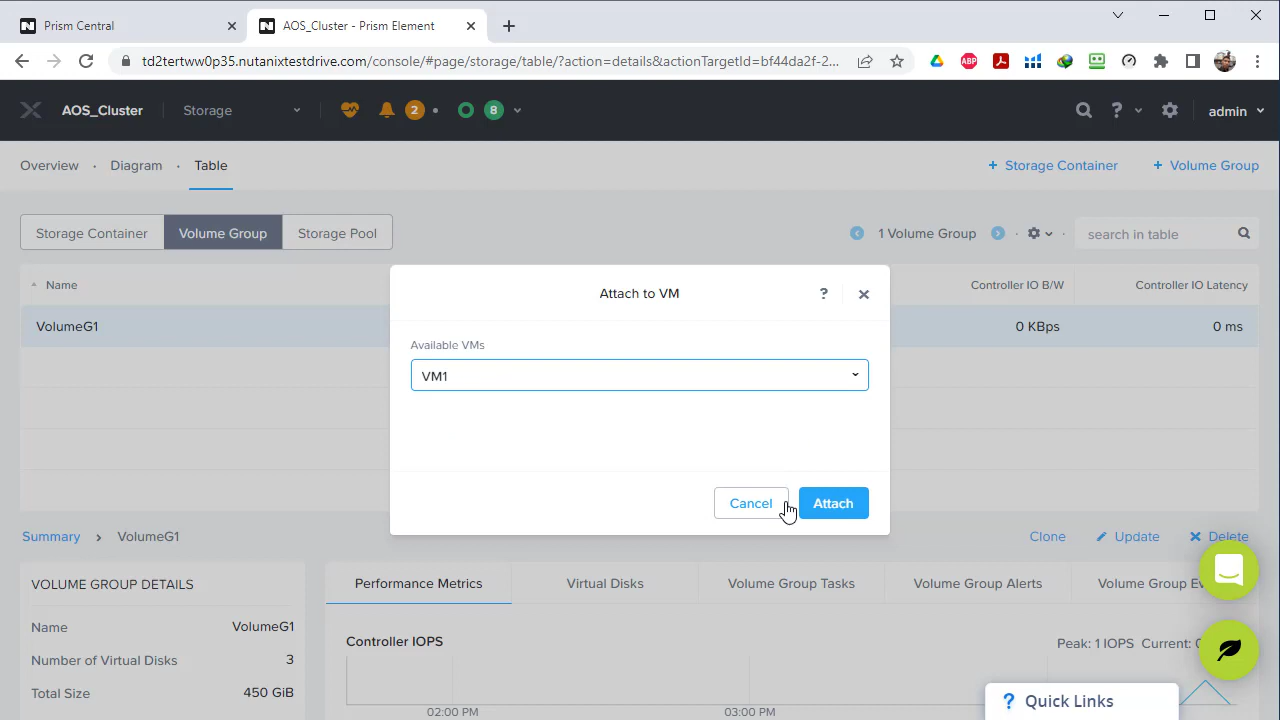 Prism Central
AOS_Cluster - Prism Element
td2tertww0p35.nutanixtestdrive.com/console/#page/storage/table/?action=details&actionTargetId=bf44da2f-2...
ABP
AOS_Cluster
Storage
2
8
?
admin
Overview · Diagram · Table
+ Storage Container
+ Volume Group
Storage Container
Volume Group
Storage Pool
1 Volume Group
search in table
Name
Controller IO B/W
Controller IO Latency
VolumeG1
0 KBps
0 ms
Attach to VM
?
Available VMs
VM1
Cancel
Attach
Summary
VolumeG1
Clone
Update
Delete
VOLUME GROUP DETAILS
Performance Metrics
Virtual Disks
Volume Group Tasks
Volume Group Alerts
Volume Group Ev
Name
VolumeG1
Controller IOPS
Peak: 1 IOPS Current:
Number of Virtual Disks
3
Total Size
450 GiB
02:00 PM
03:00 PM
? Quick Links